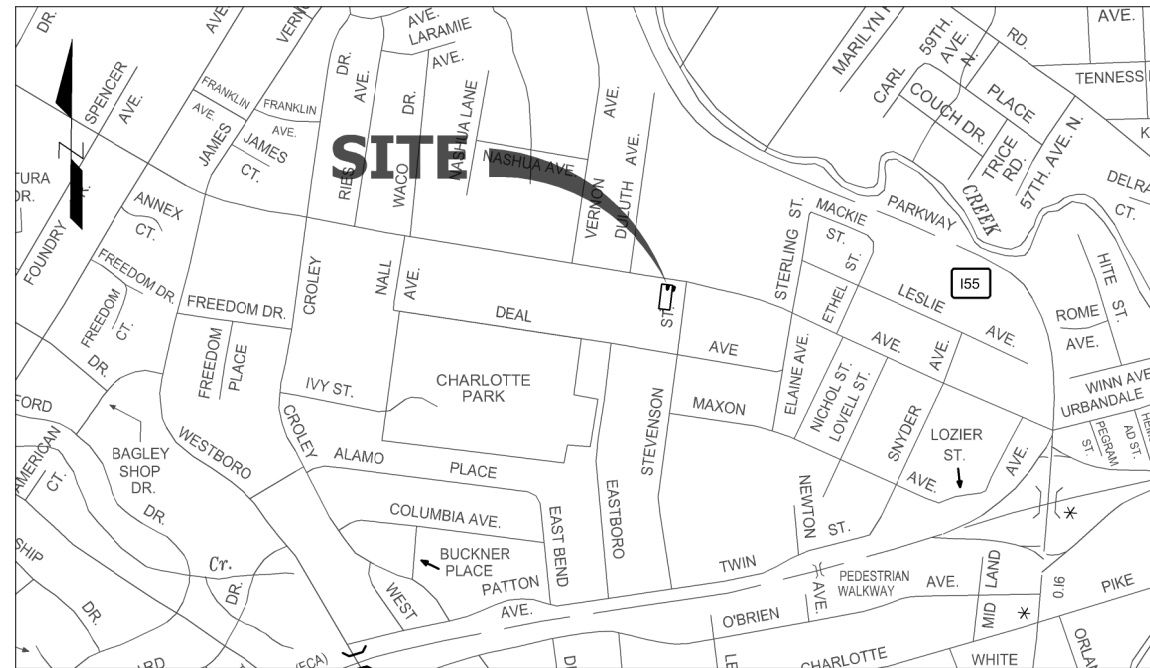 DR.
AVE.
VERN
AVE.
LARAMIE
AVE.
DR.
AVE.
DR.
MARILYN
59TH.
AVE.
N.
CARL
RD.
AVE.
TENNESS
PLACE
COUCH DR.
TRICE
RD.
57TH. AVE. N.
K
DELRA
CT.
SPENCER
AVE.
FRANKLIN
AVE.
FRANKLIN
AVE.
JAMES
JAMES
CT.
SITE
RIES
WACO
NASHUA LANE
NASHUA AVE.
VERNON
AVE.
DULUTH AVE.
TURA
DR.
FOUNDRY
ANNEX
CT.
FREEDOM DR.
FREEDOM DR.
FREEDOM
CT.
FREEDOM
PLACE
CROLEY
NALL
AVE.
DEAL
AVE
ST.
STERLING ST.
MACKIE
ST.
PARKWAY
CREEK
ETHEL
ST.
LESLIE
AVE.
155
HITE
ST.
ROME
AVE.
WINN AVE
URBANDALE
PEGRAM
ST.
AD ST.
ELAINE AVE.
NICHOL ST.
LOVELL ST.
AVE.
AVE.
SNYDER
MAXON
AVE.
LOZIER
ST.
AVE.
DR.
FORD
AMERICAN
CT.
BAGLEY
SHOP
DR.
DR.
WESTBORO
IVY ST.
CHARLOTTE
PARK
CROLEY
ALAMO
PLACE
STEVENSON
EASTBORO
EAST BEND
COLUMBIA AVE.
BUCKNER
PLACE
WEST
PATTON
AVE.
TWIN
NEWTON
ST.
PEDESTRIAN
WALKWAY
AVE.
AVE.
O'BRIEN
MID
LAND
0.16
PIKE
SHIP
DR.
Cr.
DR.
CHARLOTTE
WHITE
ORLA